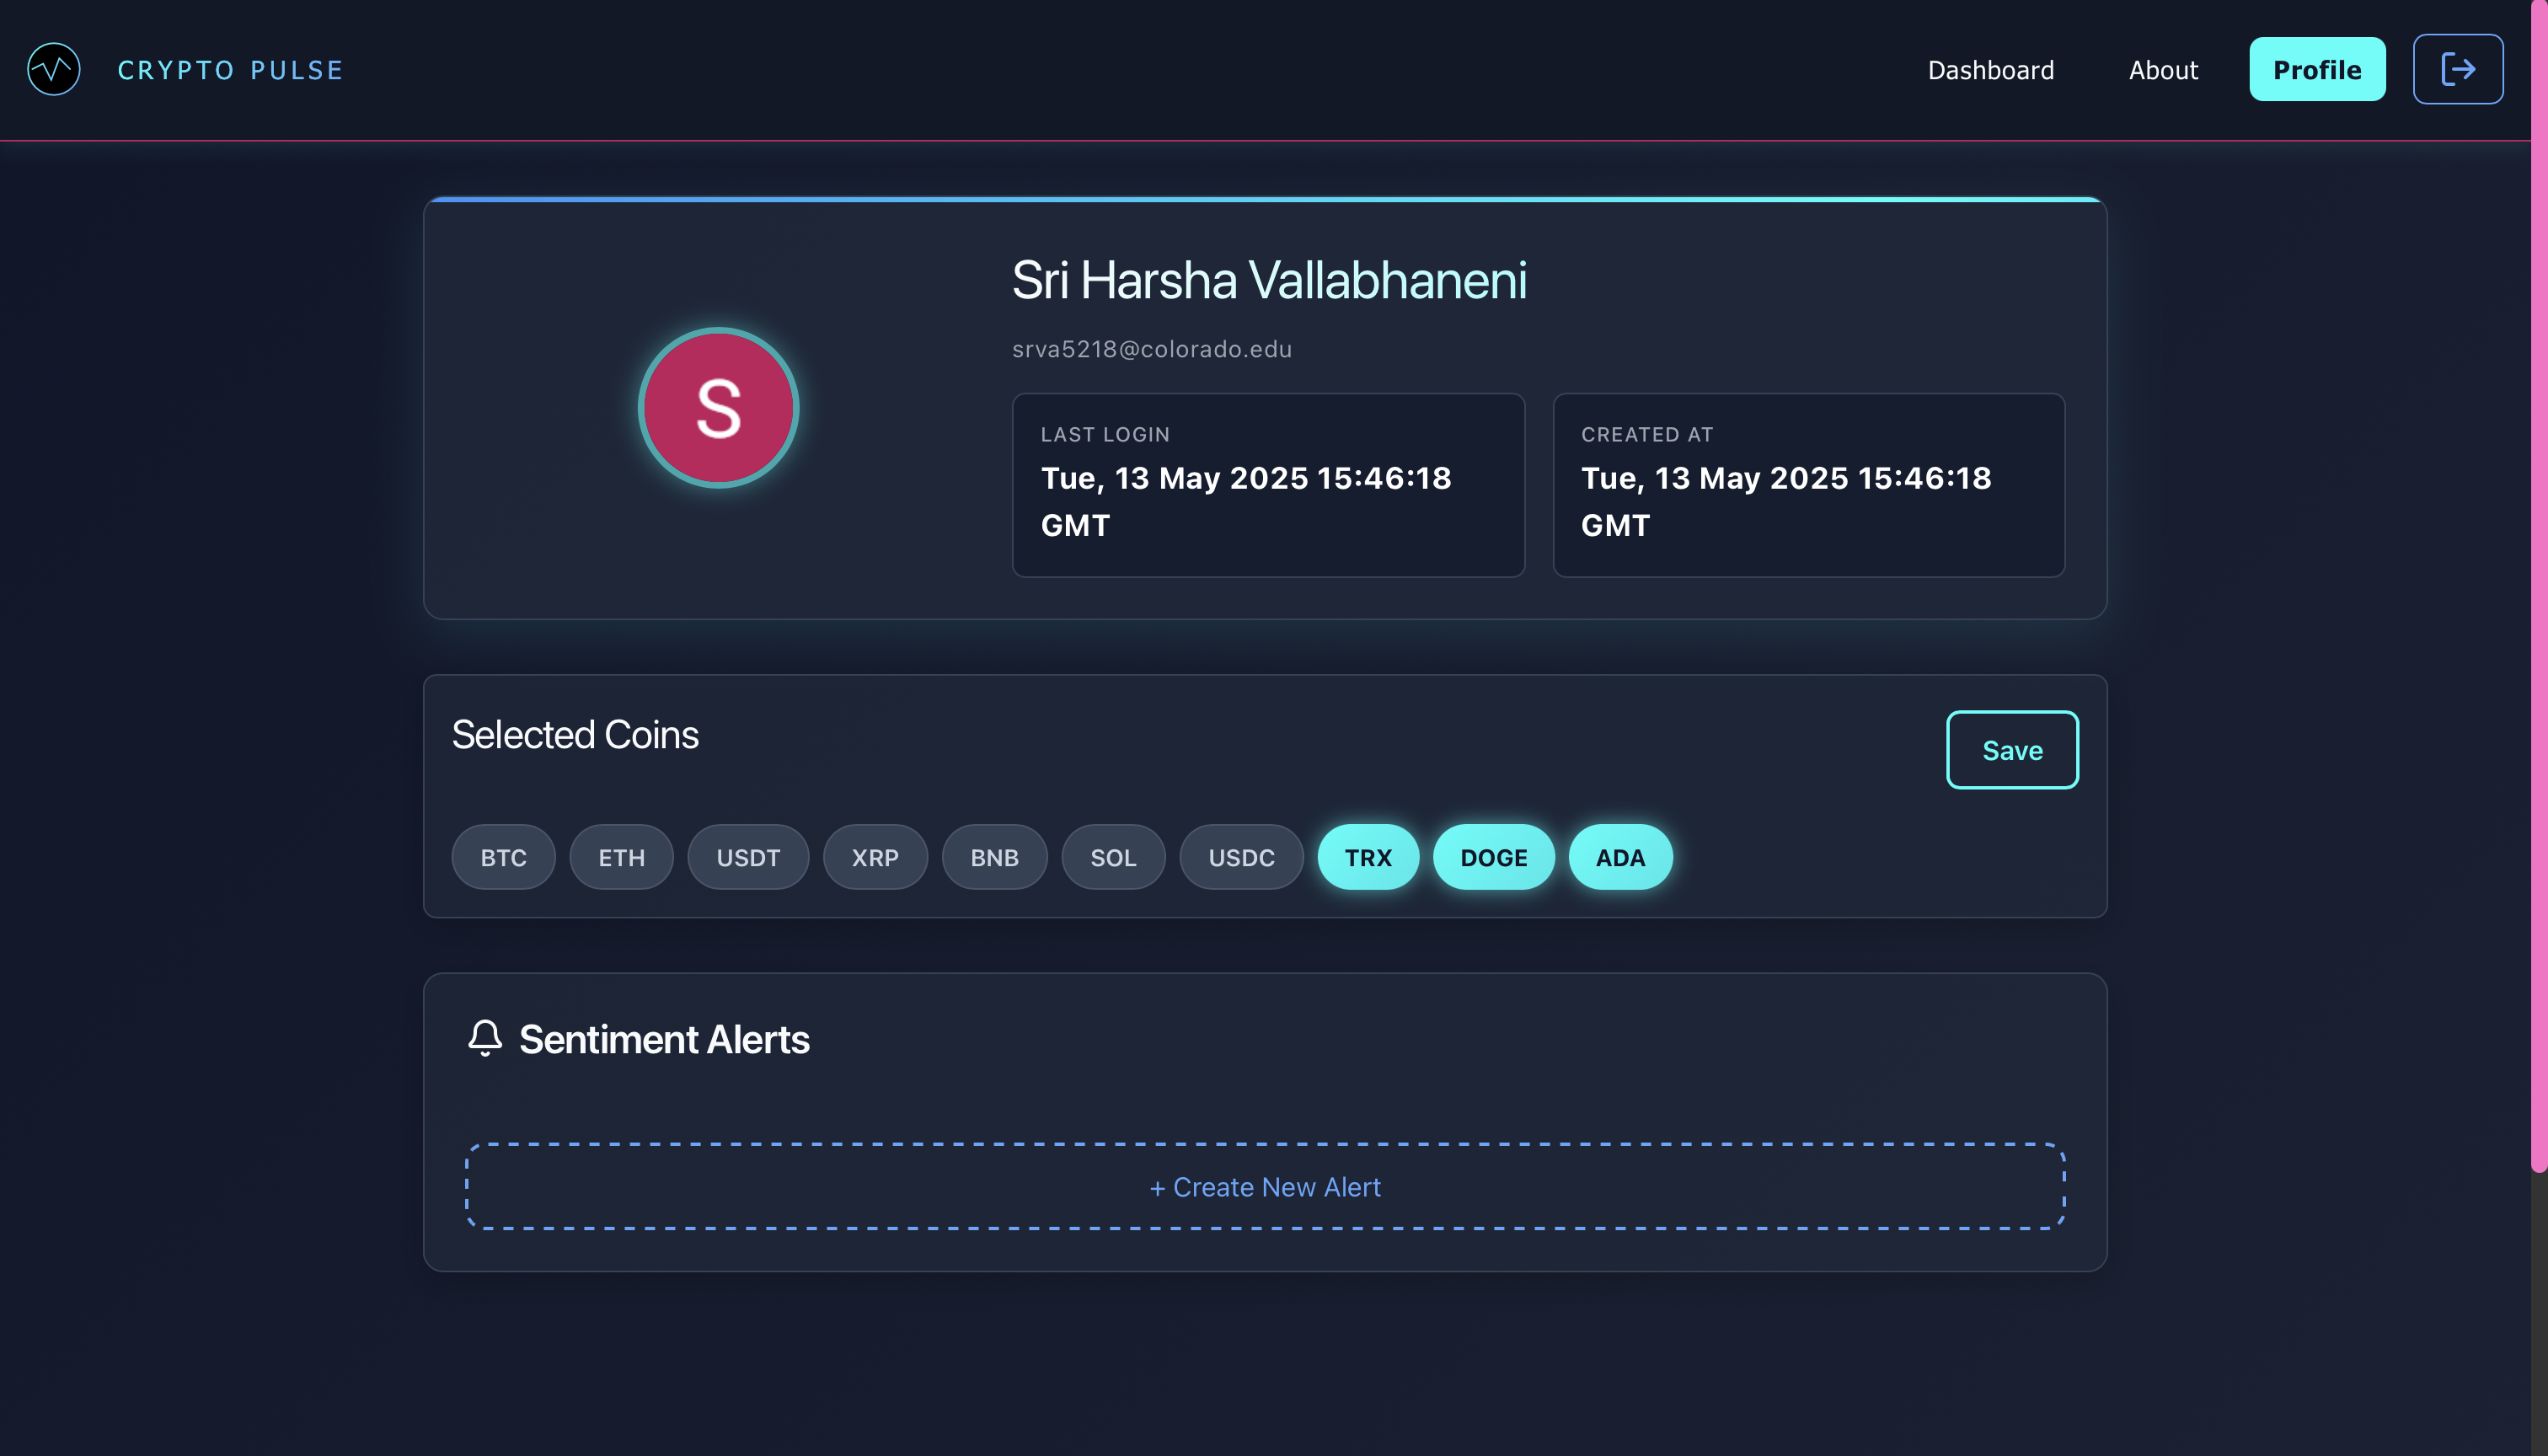 CRYPTO PULSE
Dashboard
About
Profile
Sri Harsha Vallabhaneni
srva5218@colorado.edu
S
LAST LOGIN
Tue, 13 May 2025 15:46:18
GMT
CREATED AT
Tue, 13 May 2025 15:46:18
GMT
Selected Coins
Save
BTC
ETH
USDT
XRP
BNB
SOL
USDC
TRX
DOGE
ADA
Sentiment Alerts
+ Create New Alert